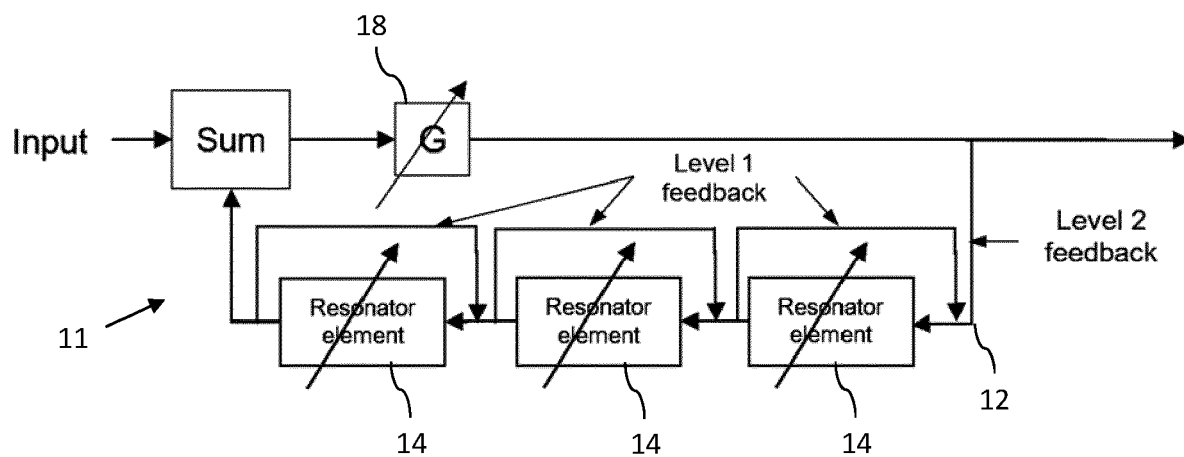 18
Input
Sum
G
Level 1
feedback
Level 2
feedback
Resonator
element
Resonator
element
Resonator
element
11
12
14
14
14